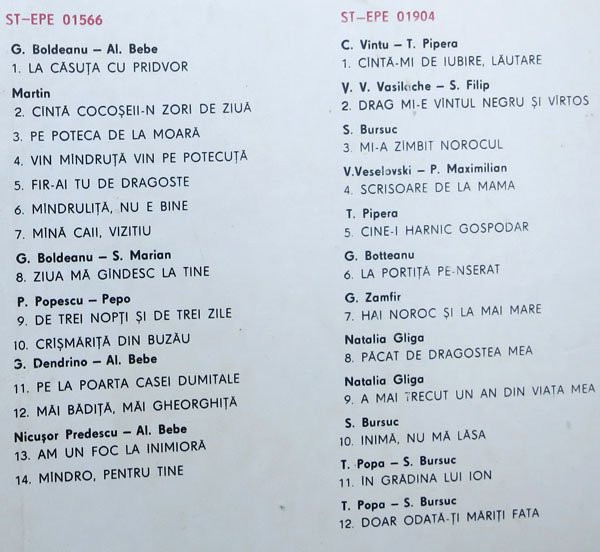 ST—EPE 01566
G. Boldeanu — Al. Bebe
1. LA CĂSUȚA CU PRIDVOR
Martin
2. CÎNTĂ COCOȘEII-N ZORI DE ZIUĂ
3. PE POTECA DE LA MOARĂ
4. VIN MÎNDRUȚĂ VIN PE POTECUȚĂ
5. FIR-AI TU DE DRAGOSTE
6. MÎNDRULIȚĂ, NU E BINE
7. MÎNĂ CAII, VIZITIU
G. Boldeanu — S. Marian
8. ZIUA MĂ GÎNDESC LA TINE
P. Popescu — Pepo
9. DE TREI NOPȚI ȘI DE TREI ZILE
10. CRÎȘMĂRIȚĂ DIN BUZĂU
G. Dendrino — Al. Bebe
11. PE LA POARTA CASEI DUMITALE
12. MĂI BĂDIȚĂ, MĂI GHEORGHIȚĂ
Nicușor Predescu — Al. Bebe
13. AM UN FOC LA INIMIORĂ
14. MÎNDRO, PENTRU TINE
ST—EPE 01904
C. Vintu — T. Pipera
1. CÎNTĂ-MI DE IUBIRE, LĂUTARE
V. V. Vasilache — S. Filip
2. DRAG MI-E VÎNTUL NEGRU ȘI VÎRTOS
S. Bursuc
3. MI-A ZÎMBIT NOROCUL
V.Veselovski — P. Maximilian
4. SCRISOARE DE LA MAMA
T. Pipera
5. CINE-I HARNIC GOSPODAR
G. Botteanu
6. LA PORTIȚĂ PE-NSERAT
G. Zamfir
7. HAI NOROC ȘI LA MAI MARE
Natalia Gliga
8. PĂCAT DE DRAGOSTEA MEA
Natalia Gliga
9. A MAI TRECUT UN AN DIN VIAȚA MEA
S. Bursuc
10. INIMĂ, NU MĂ LĂSA
T. Popa — S. Bursuc
11. ÎN GRĂDINA LUI ION
T. Popa — S. Bursuc
12. DOAR ODATĂ-ȚI MĂRIȚI FATA